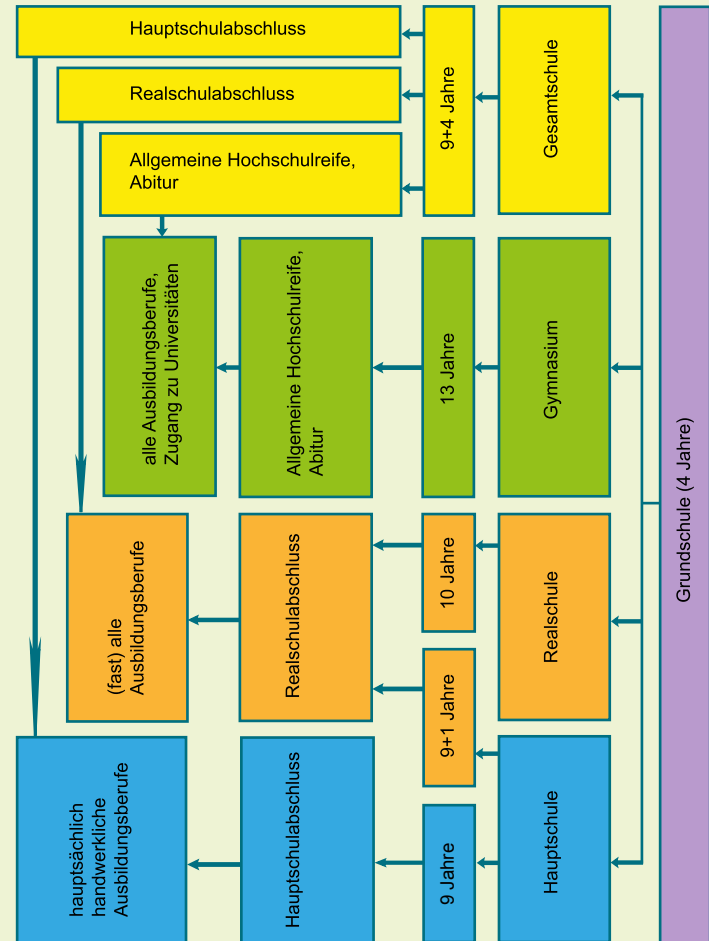 Hauptschulabschluss
Realschulabschluss
Allgemeine Hochschulreife,
Abitur
9+4 Jahre
Gesamtschule
alle Ausbildungsberufe,
Zugang zu Universitäten
Allgemeine Hochschulreife,
Abitur
13 Jahre
Gymnasium
(fast) alle
Ausbildungsberufe
Realschulabschluss
10 Jahre
9+1 Jahre
Realschule
hauptsächlich
handwerkliche
Ausbildungsberufe
Hauptschulabschluss
9 Jahre
Hauptschule
Grundschule (4 Jahre)